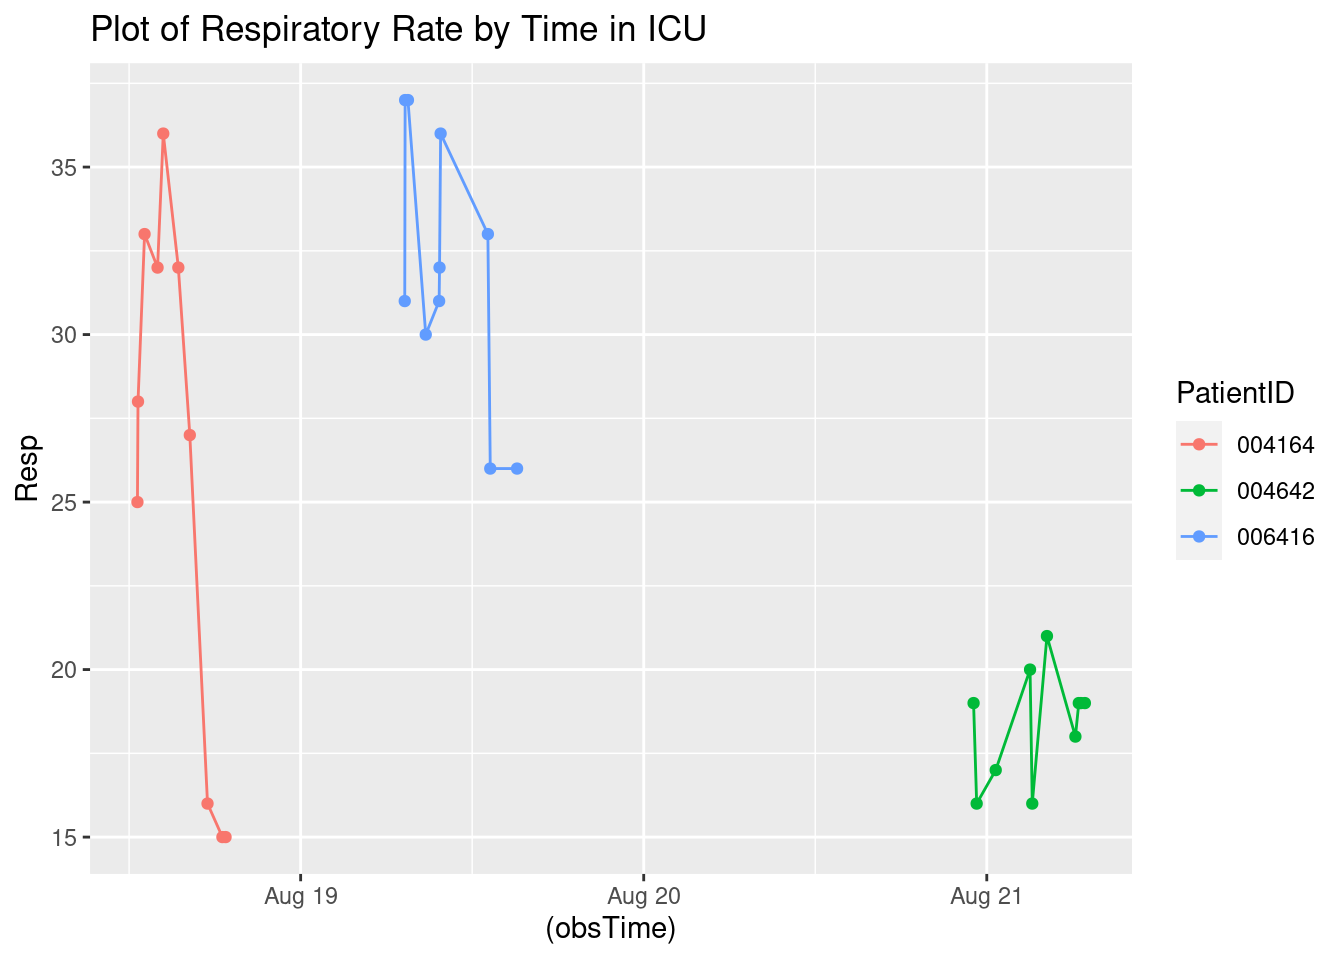 Plot of Respiratory Rate by Time in ICU
35
30
25
20
15
Resp
Aug 19
Aug 20
Aug 21
(obsTime)
PatientID
004164
004642
006416